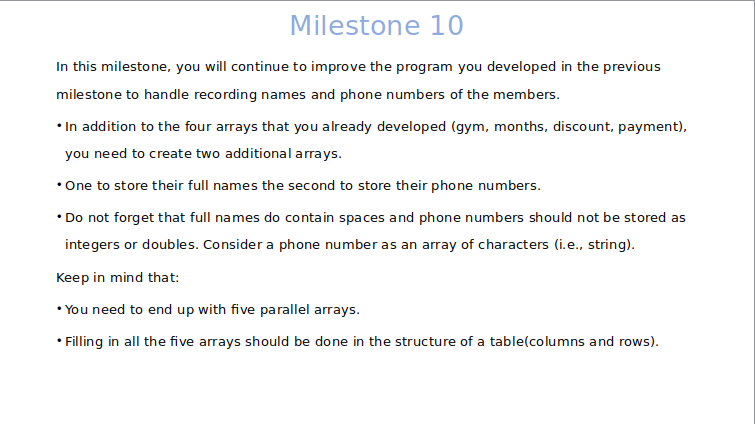 Milestone 10
In this milestone, you will continue to improve the program you developed in the previous
milestone to handle recording names and phone numbers of the members.
• In addition to the four arrays that you already developed (gym, months, discount, payment),
you need to create two additional arrays.
• One to store their full names the second to store their phone numbers.
• Do not forget that full names do contain spaces and phone numbers should not be stored as
integers or doubles. Consider a phone number as an array of characters (i.e., string).
Keep in mind that:
• You need to end up with five parallel arrays.
• Filling in all the five arrays should be done in the structure of a table(columns and rows).